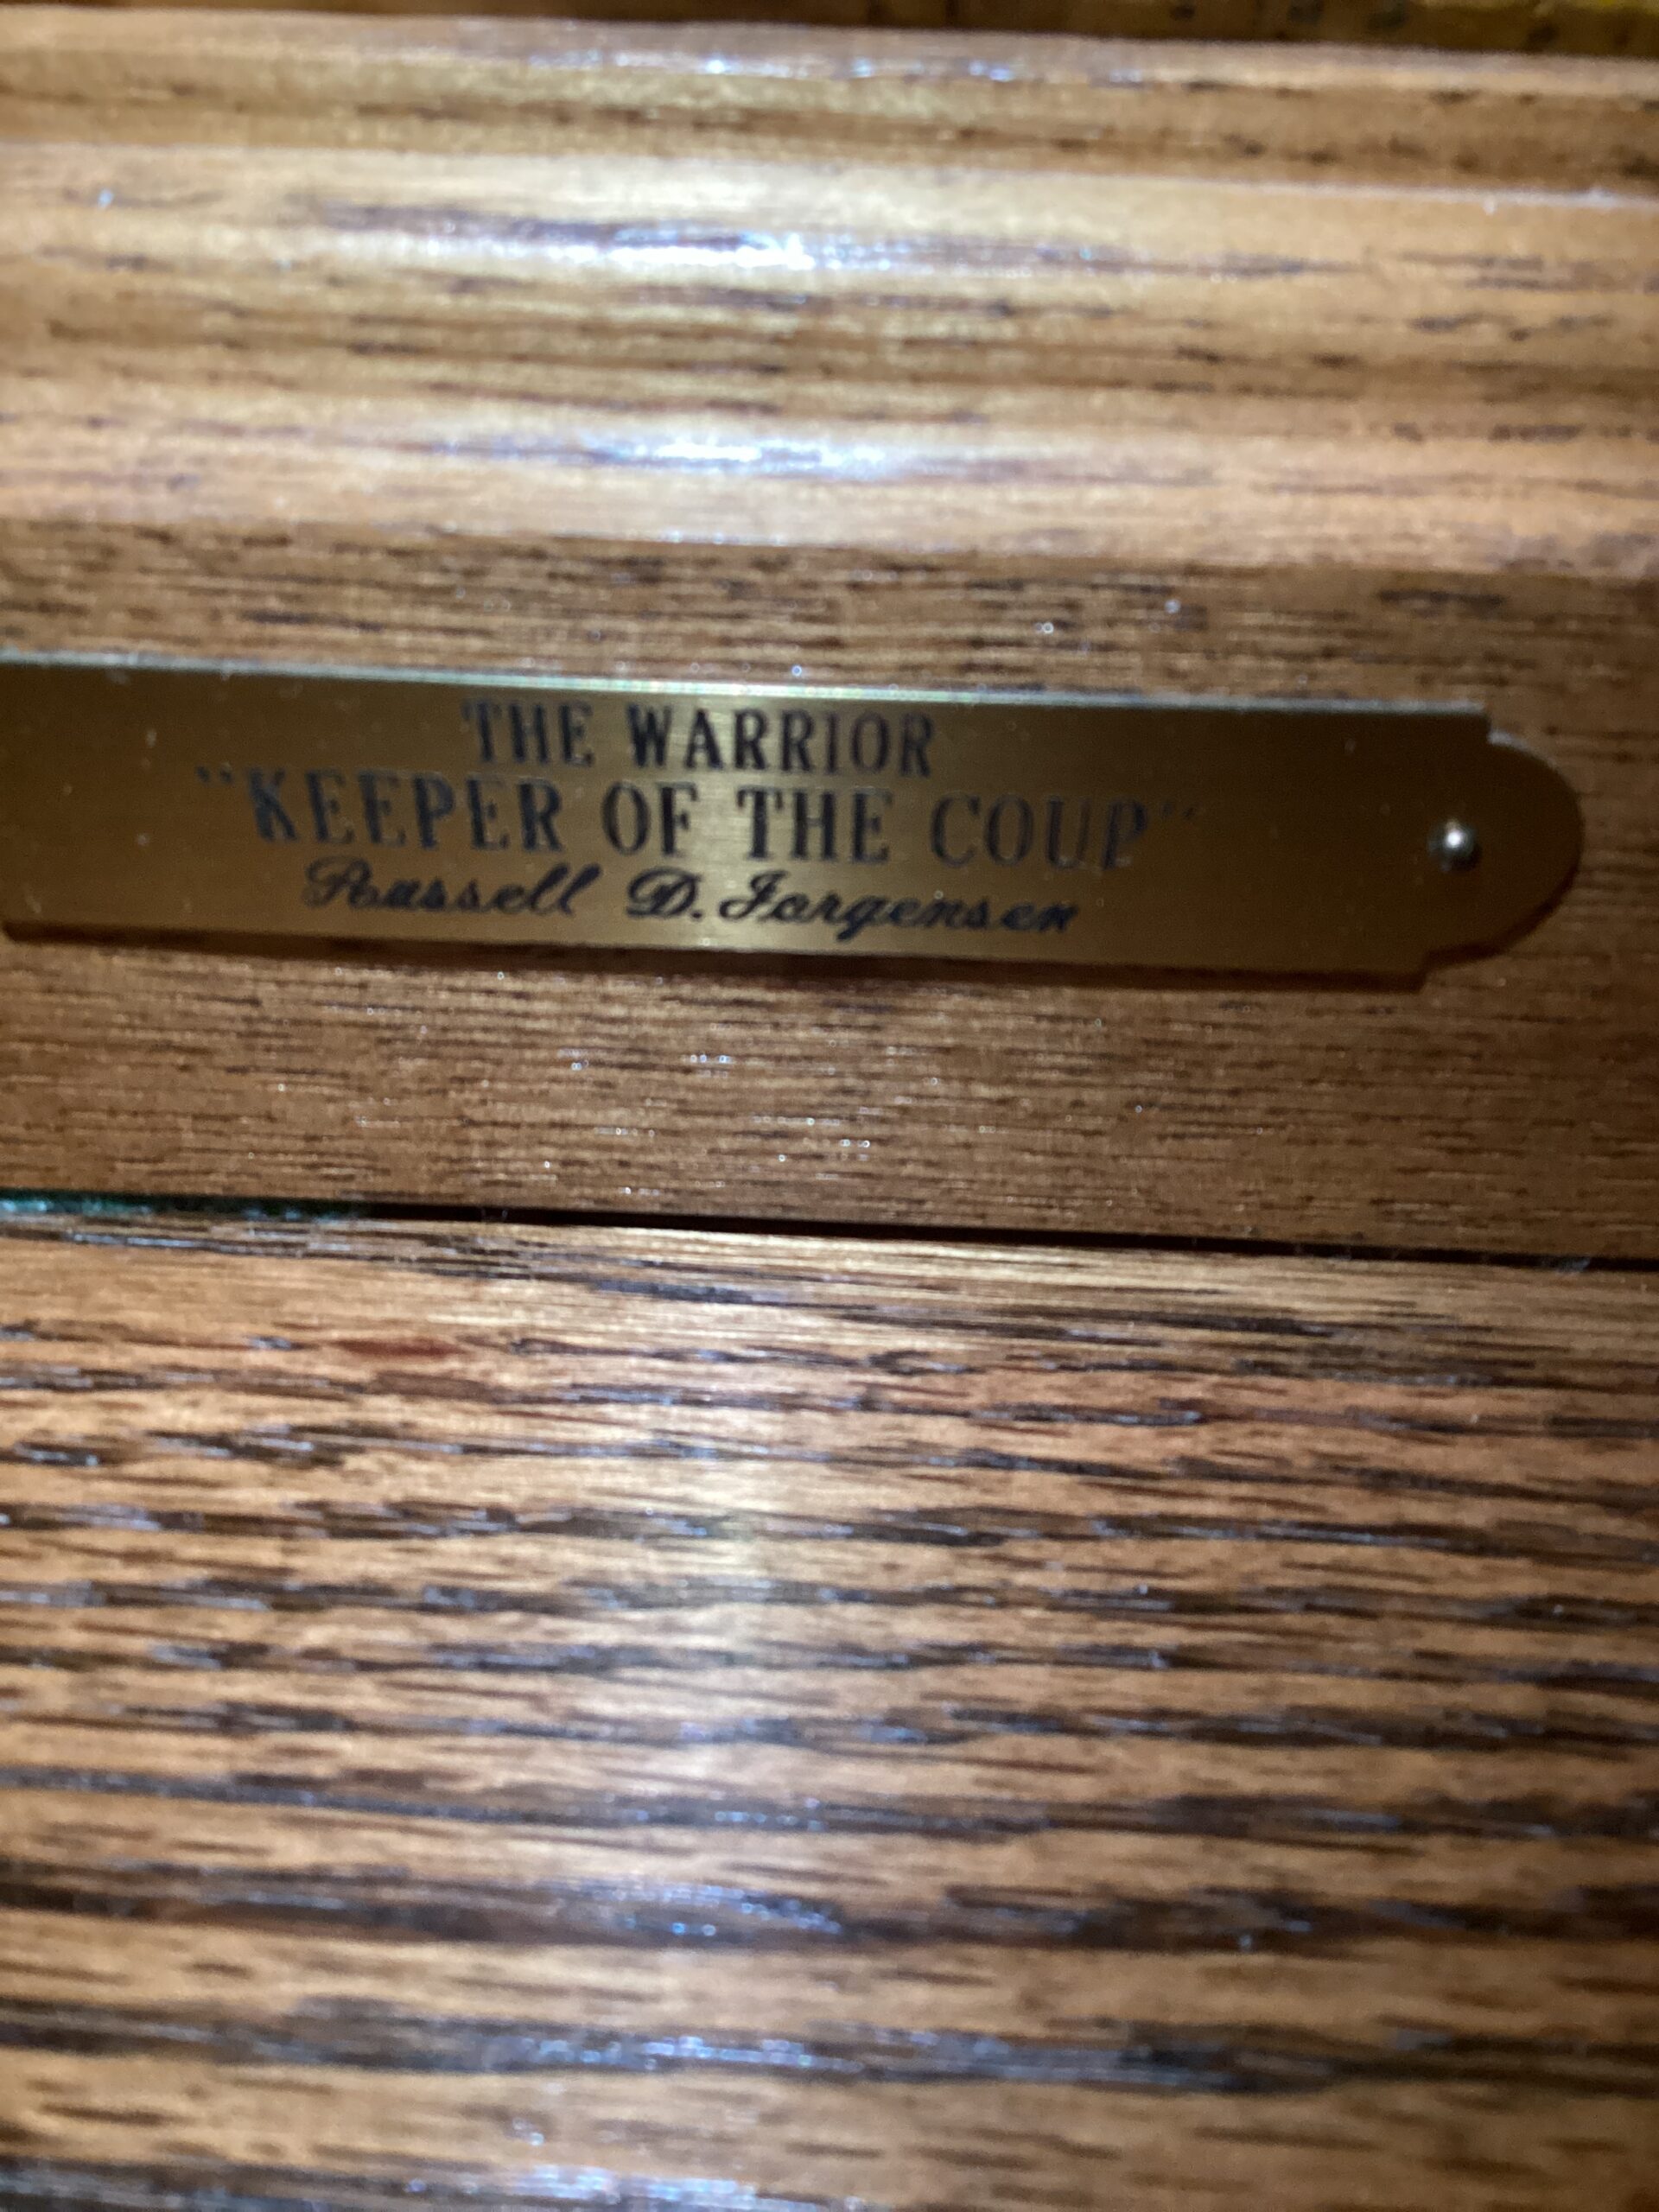 THE WARRIOR
"KEEPER OF THE COUP"
Russell D. Jorgensen